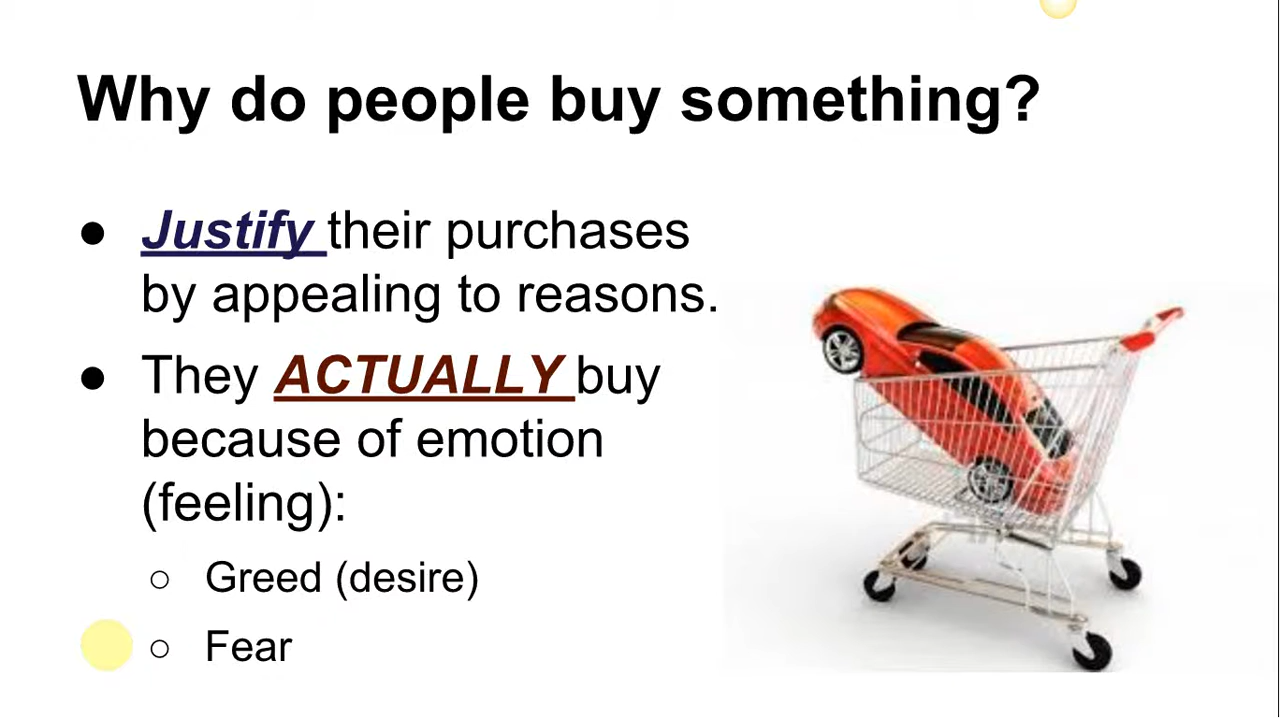 Why do people buy something?
● Justify their purchases
by appealing to reasons.
● They ACTUALLY buy
because of emotion
(feeling):
○ Greed (desire)
○ Fear